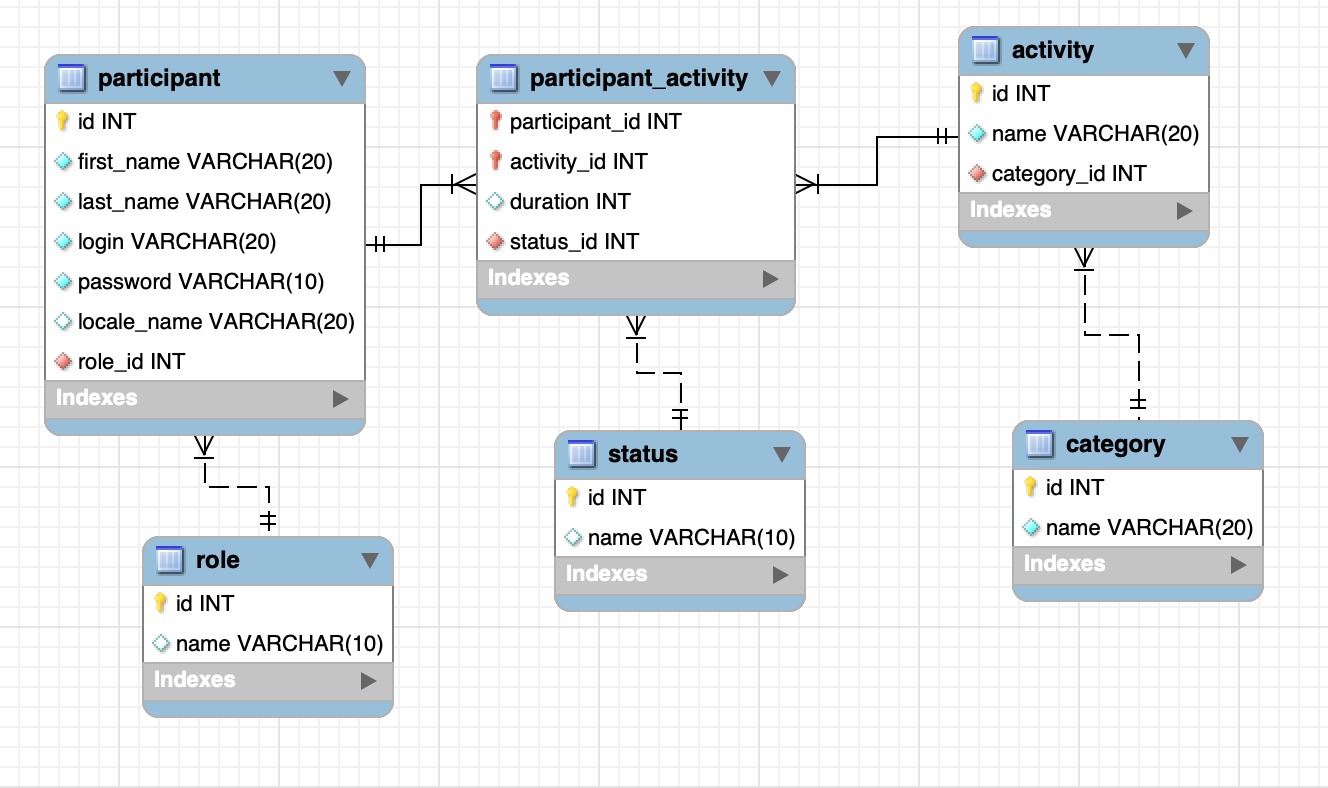 participant
id INT
first_name VARCHAR(20)
last_name VARCHAR(20)
login VARCHAR(20)
password VARCHAR(10)
locale_name VARCHAR(20)
role_id INT
Indexes
participant_activity
participant_id INT
activity_id INT
duration INT
status_id INT
Indexes
activity
id INT
name VARCHAR(20)
category_id INT
Indexes
role
id INT
name VARCHAR(10)
Indexes
status
id INT
name VARCHAR(10)
Indexes
category
id INT
name VARCHAR(20)
Indexes